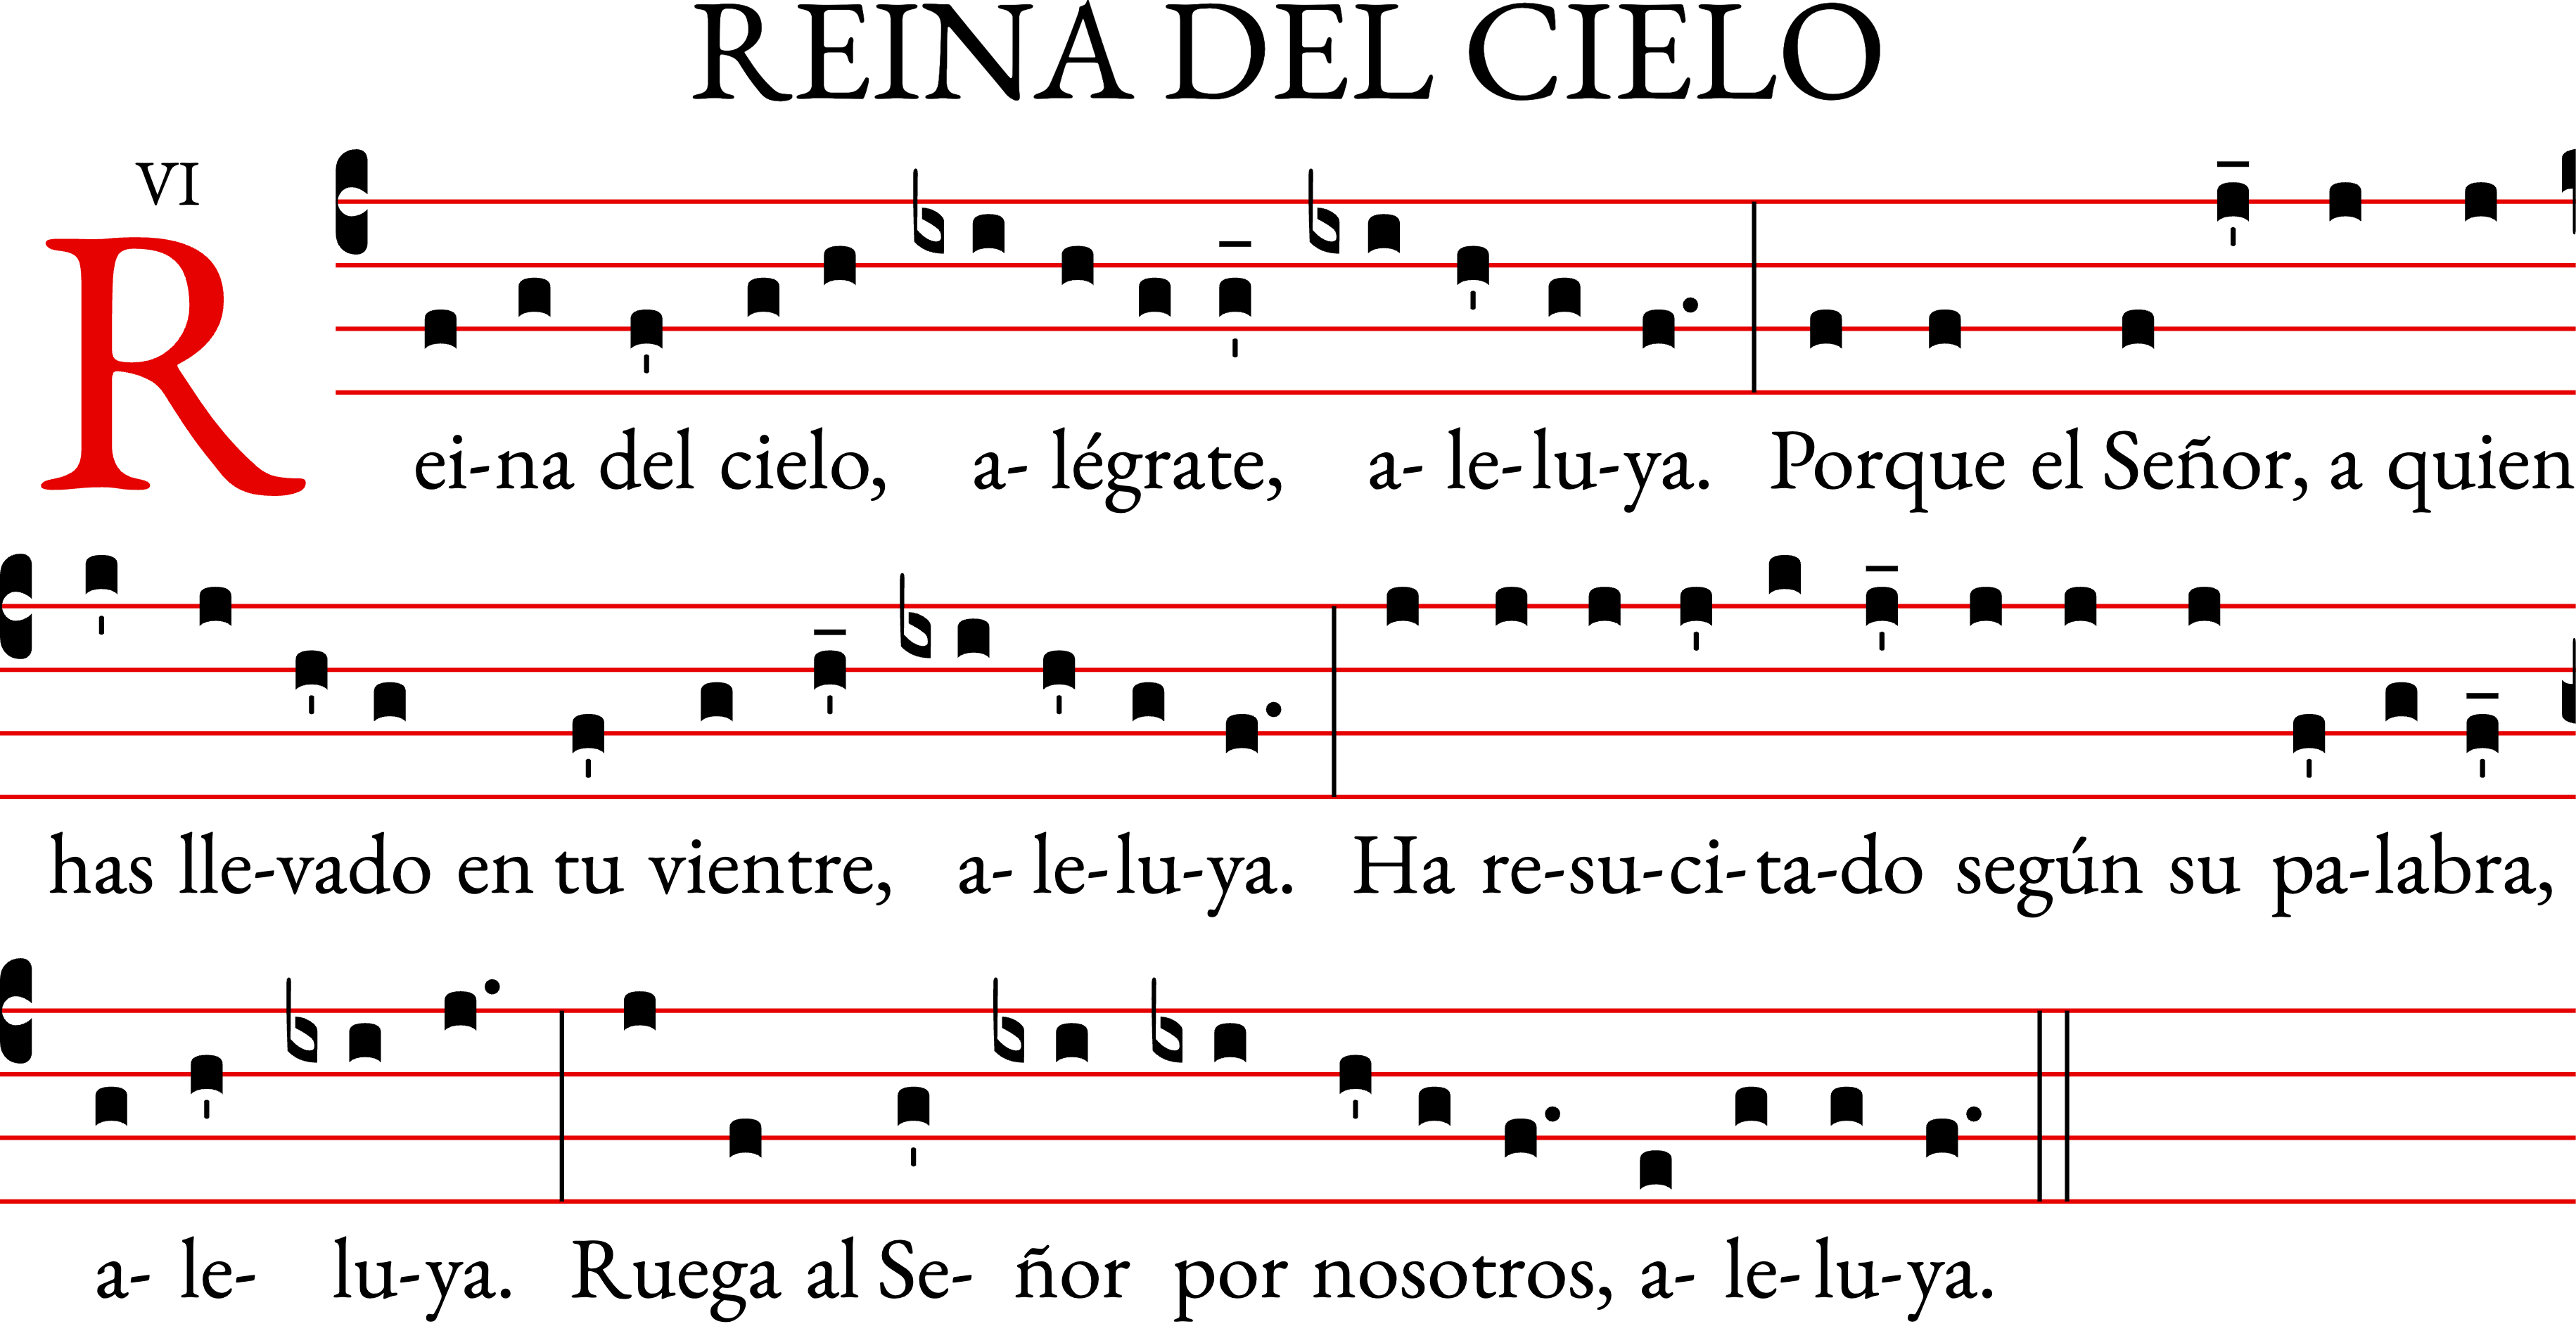 REINA DEL CIELO
VI
Rei-na del cielo, a- légrate, a- le-lu-ya. Porque el Señor, a quien
has lle-vado en tu vientre, a- le-lu-ya. Ha re-su-ci-ta-do según su pa-labra,
a- le- lu-ya. Ruega al Se- ñor por nosotros, a- le-lu-ya.